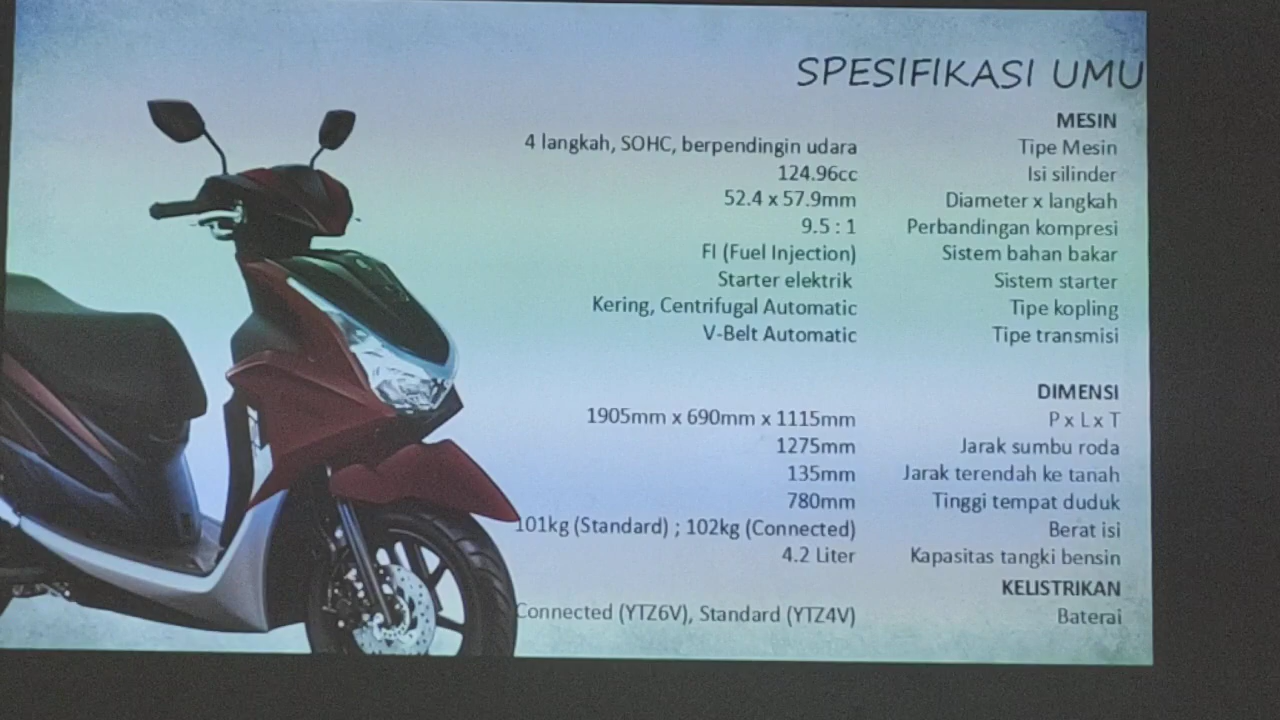 SPESIFIKASI UMU
MESIN
4 langkah, SOHC, berpendingin udara Tipe Mesin
124.96cc Isi silinder
52.4 x 57.9mm Diameter x langkah
9.5 : 1 Perbandingan kompresi
FI (Fuel Injection) Sistem bahan bakar
Starter elektrik Sistem starter
Kering, Centrifugal Automatic Tipe kopling
V-Belt Automatic Tipe transmisi
DIMENSI
1905mm x 690mm x 1115mm P x L x T
1275mm Jarak sumbu roda
135mm Jarak terendah ke tanah
780mm Tinggi tempat duduk
101kg (Standard) ; 102kg (Connected) Berat isi
4.2 Liter Kapasitas tangki bensin
KELISTRIKAN
Connected (YTZ6V), Standard (YTZ4V) Baterai